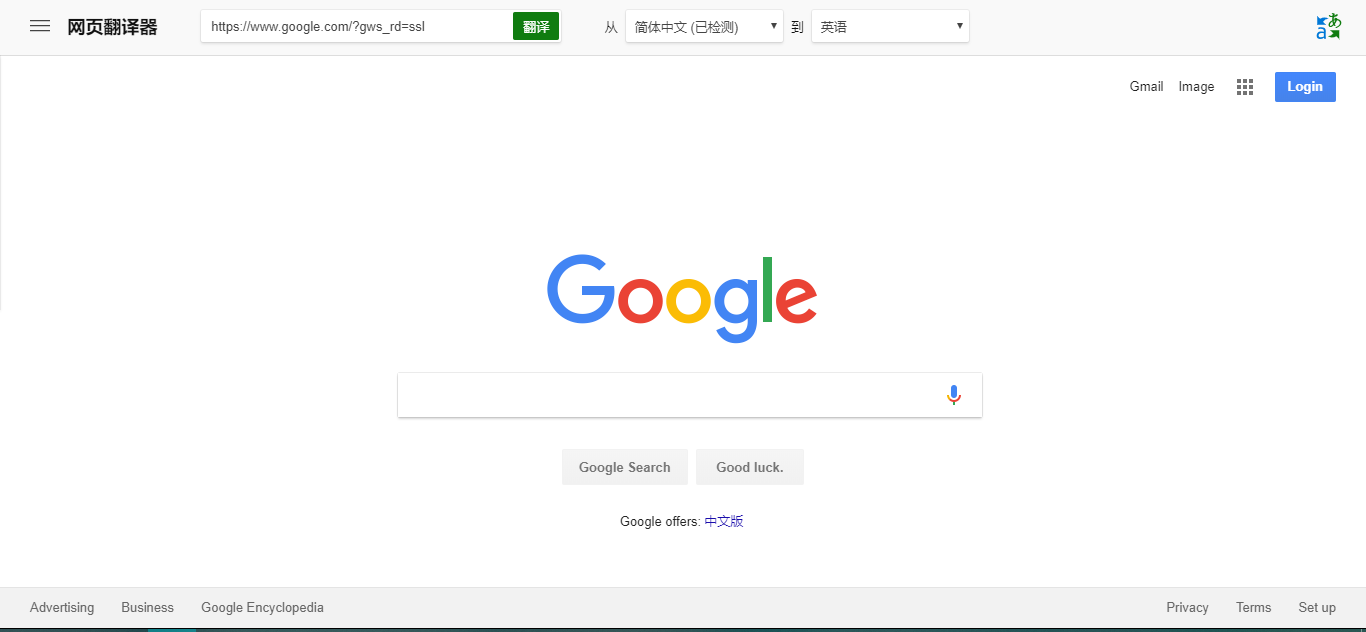 网页翻译器 https://www.google.com/?gws_rd=ssl 翻译 从 简体中文 (已检测) 到 英语
Gmail Image Login
Google
Google Search Good luck.
Google offers: 中文版
Advertising Business Google Encyclopedia Privacy Terms Set up